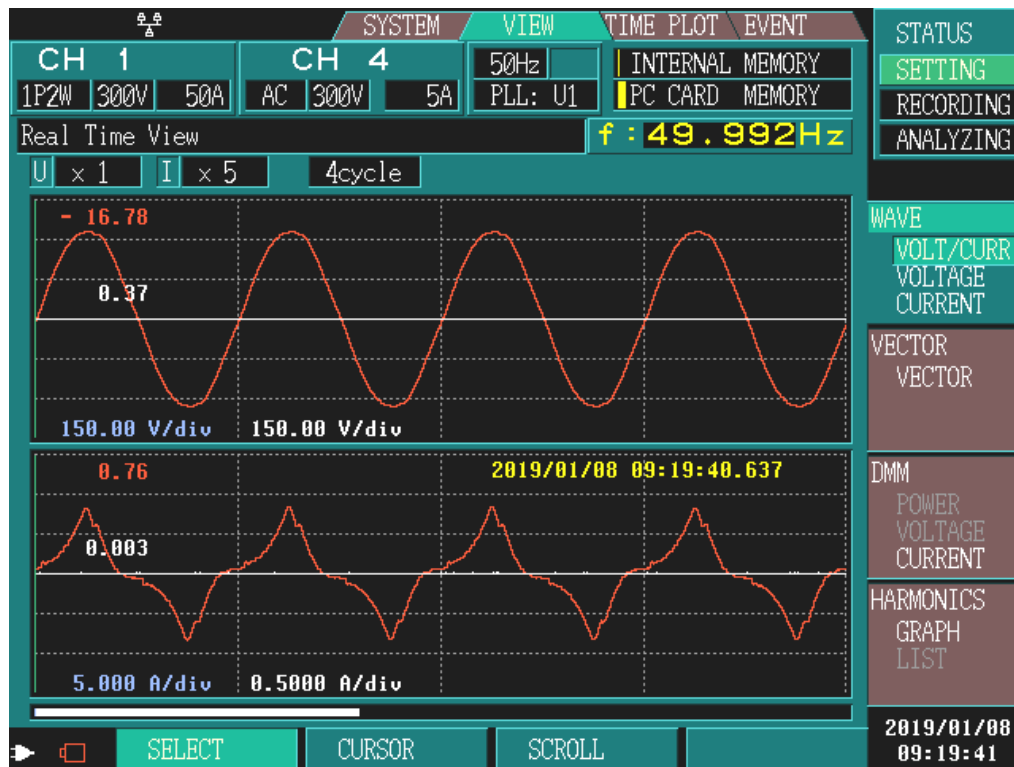 SYSTEM VIEW TIME PLOT EVENT
CH 1 CH 4 50Hz INTERNAL MEMORY
1P2W 300V 50A AC 300V 5A PLL: U1 PC CARD MEMORY
Real Time View f:49.992Hz
U ×1 I ×5 4cycle
- 16.78
0.37
150.00 V/div 150.00 V/div
0.76 2019/01/08 09:19:40.637
0.003
5.000 A/div 0.5000 A/div
SELECT CURSOR SCROLL
STATUS
SETTING
RECORDING
ANALYZING
WAVE
VOLT/CURR
VOLTAGE
CURRENT
VECTOR
VECTOR
DMM
POWER
VOLTAGE
CURRENT
HARMONICS
GRAPH
LIST
2019/01/08
09:19:41